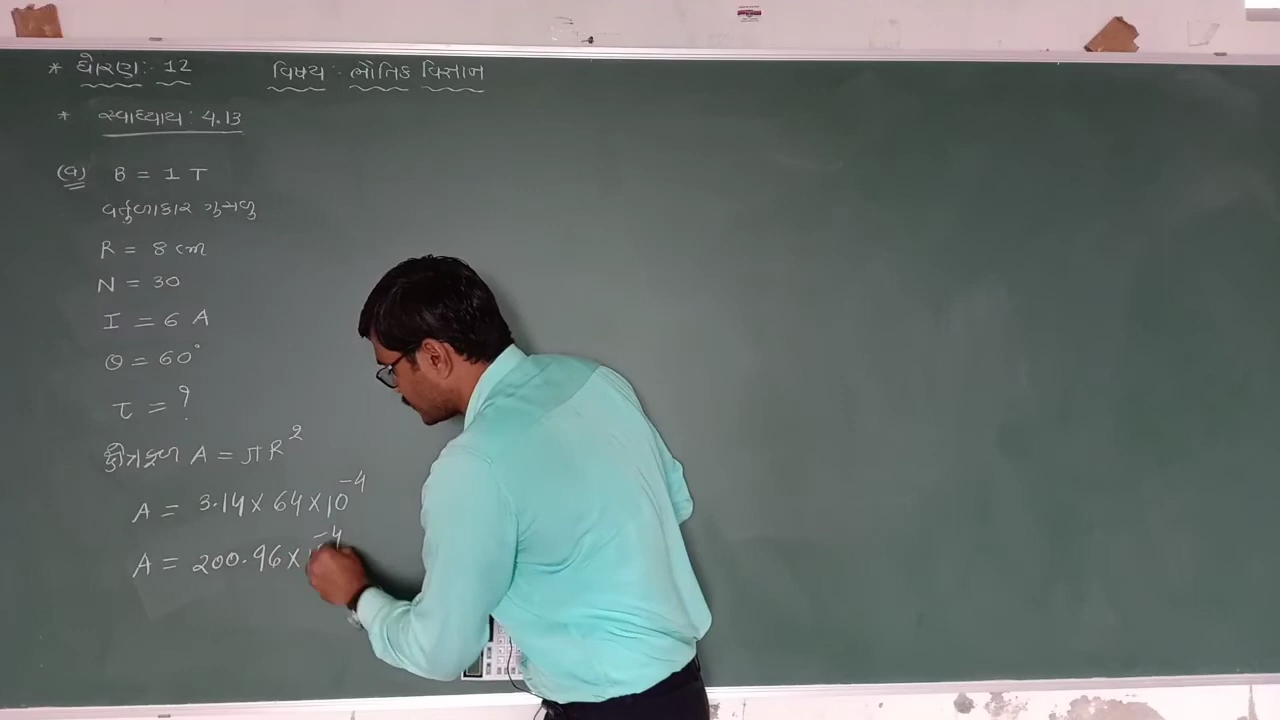 * ધોરણ: 12 વિષય: ભૌતિક વિજ્ઞાન
* સ્વાધ્યાય: 4.13
(a) B = 1 T
વર્તુળાકાર ગૂંચળુ
R = 8 cm
N = 30
I = 6 A
θ = 60°
τ = ?
ક્ષેત્રફળ A = πR²
A = 3.14 × 64 × 10⁻⁴
A = 200.96 ×